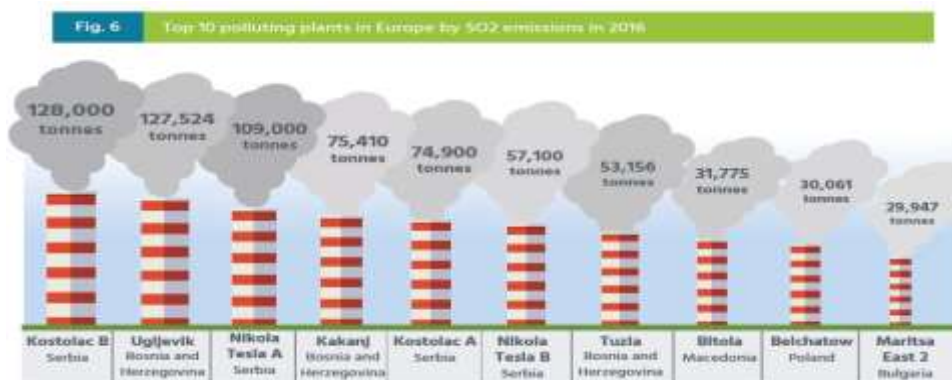 Fig. 6
Top 10 polluting plants in Europe by SO2 emissions in 2016
128,000
tonnes
127,524
tonnes
109,000
tonnes
75,410
tonnes
74,900
tonnes
57,100
tonnes
53,156
tonnes
31,775
tonnes
30,061
tonnes
29,947
tonnes
Kostolac B
Serbia
Ugljevik
Bosnia and
Herzegovina
Nikola
Tesla A
Serbia
Kakanj
Bosnia and
Herzegovina
Kostolac A
Serbia
Nikola
Tesla B
Serbia
Tuzla
Bosnia and
Herzegovina
Bitola
Macedonia
Belchatow
Poland
Maritsa
East 2
Bulgaria